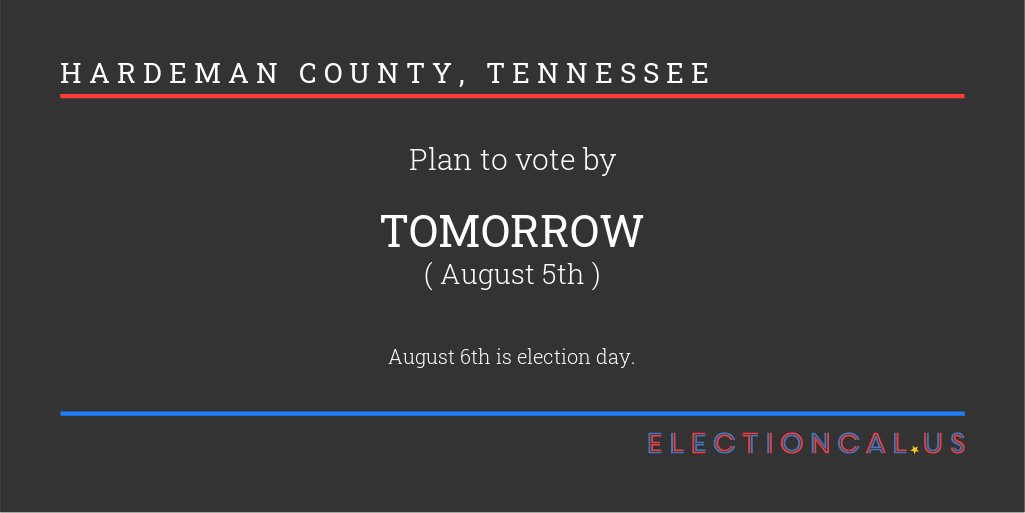 HARDEMAN COUNTY, TENNESSEE
Plan to vote by
TOMORROW
( August 5th )
August 6th is election day.
ELECTIONCAL.US